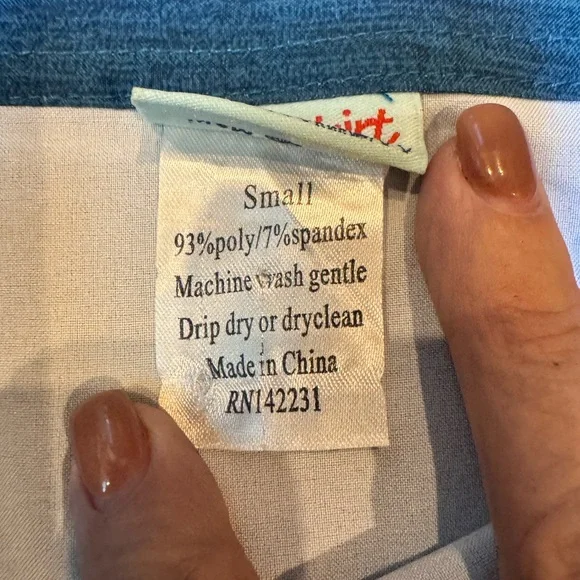 Small
93%poly/7%spandex
Machine wash gentle
Drip dry or dryclean
Made in China
RN142231